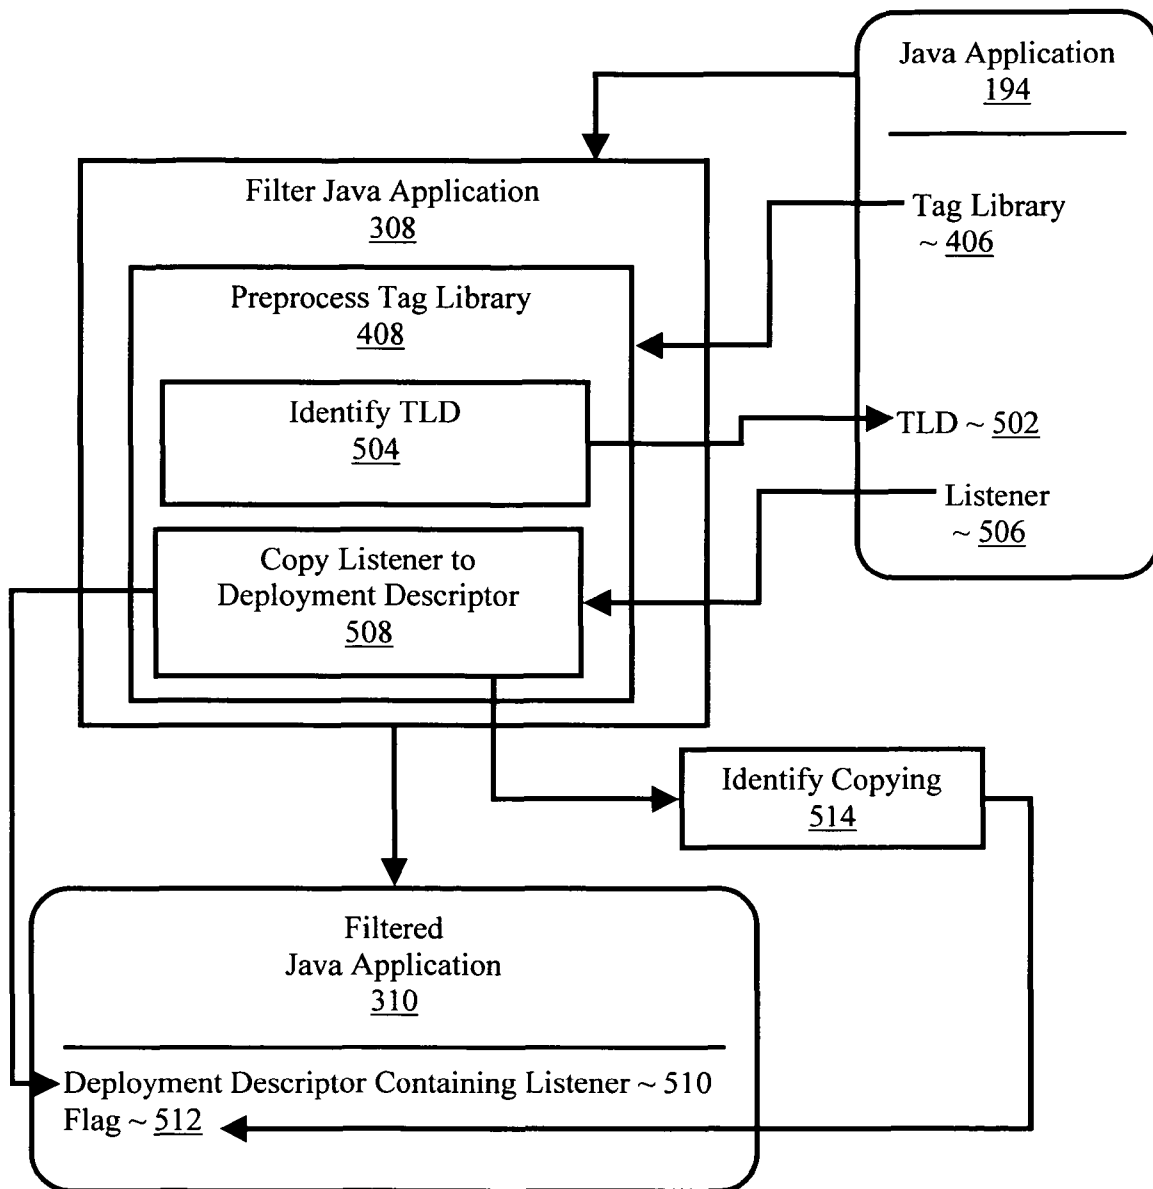 Java Application
194
Filter Java Application
308
Tag Library
~ 406
Preprocess Tag Library
408
Identify TLD
504
TLD ~ 502
Listener
~ 506
Copy Listener to
Deployment Descriptor
508
Identify Copying
514
Filtered
Java Application
310
Deployment Descriptor Containing Listener ~ 510
Flag ~ 512